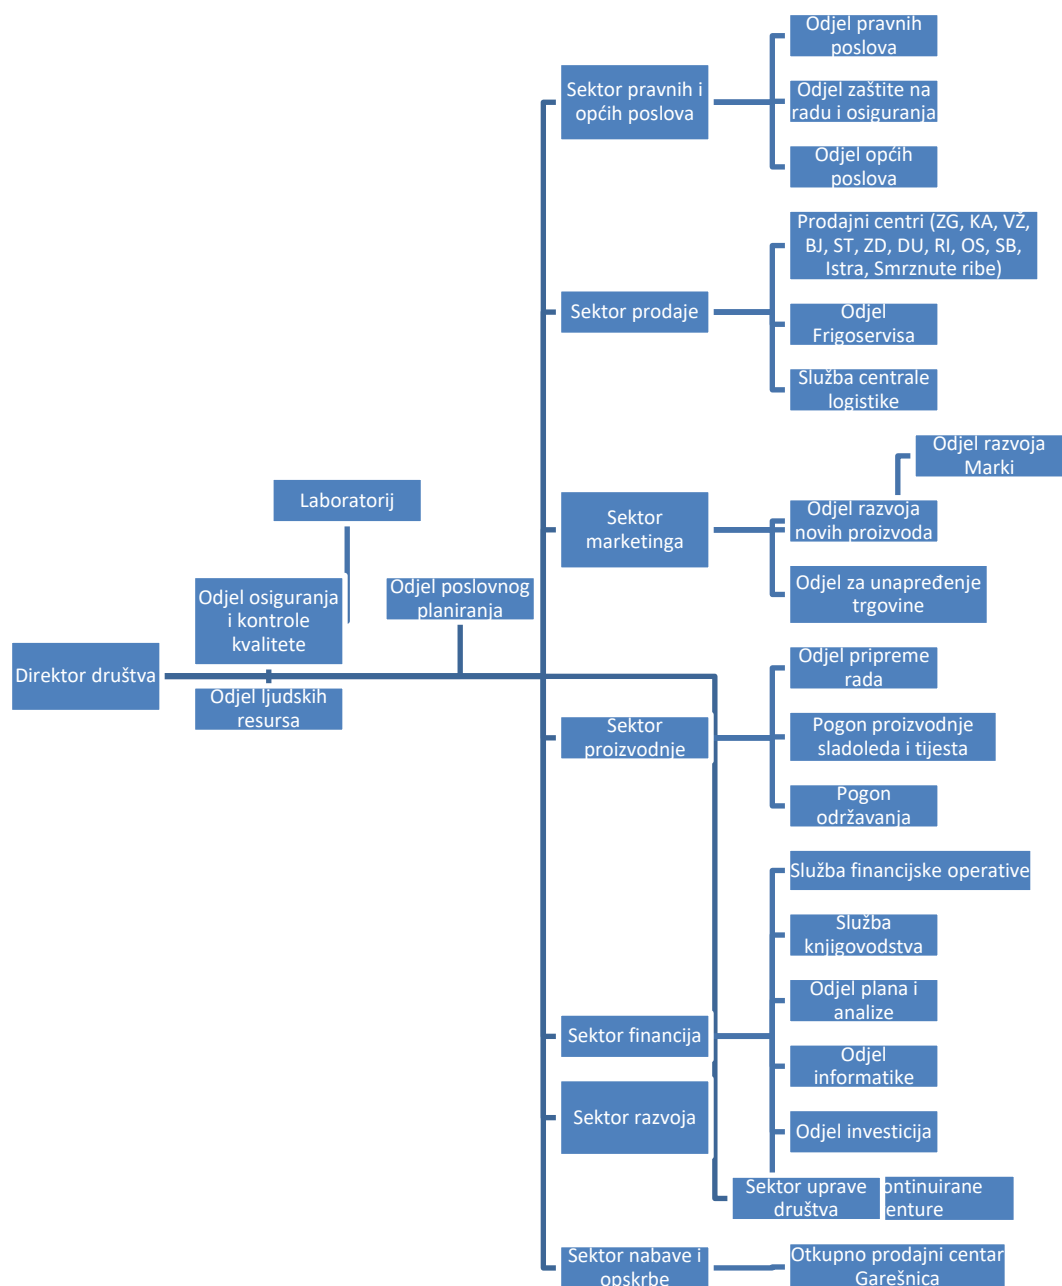 Direktor društva
Odjel osiguranja
i kontrole
kvalitete
Laboratorij
Odjel ljudskih
resursa
Odjel poslovnog
planiranja
Sektor pravnih i
općih poslova
Odjel pravnih
poslova
Odjel zaštite na
radu i osiguranja
Odjel općih
poslova
Sektor prodaje
Prodajni centri (ZG, KA, VŽ,
BJ, ST, ZD, DU, RI, OS, SB,
Istra, Smrznute ribe)
Odjel
Frigoservisa
Služba centrale
logistike
Sektor
marketinga
Odjel razvoja
Marki
Odjel razvoja
novih proizvoda
Odjel za unapređenje
trgovine
Sektor
proizvodnje
Odjel pripreme
rada
Pogon proizvodnje
sladoleda i tijesta
Pogon
održavanja
Sektor financija
Služba financijske operative
Služba
knjigovodstva
Odjel plana i
analize
Odjel
informatike
Odjel investicija
Sektor razvoja
Sektor uprave
društva
ontinuirane
enture
Sektor nabave i
opskrbe
Otkupno prodajni centar
Garešnica